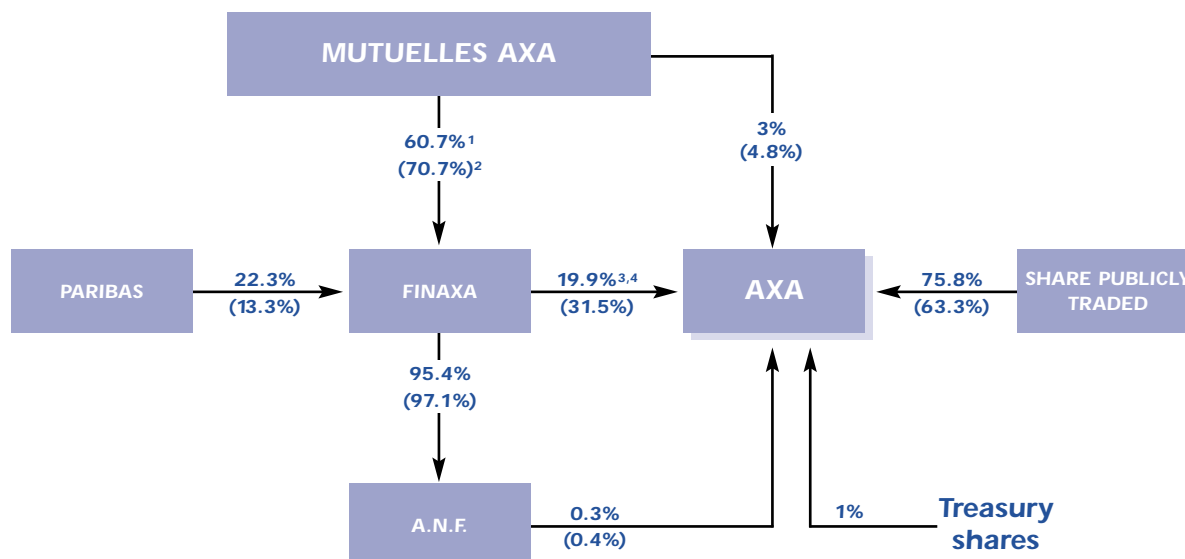 MUTUELLES AXA
60.7%¹
(70.7%)²
3%
(4.8%)
PARIBAS
22.3%
(13.3%)
FINAXA
19.9%³,⁴
(31.5%)
AXA
75.8%
(63.3%)
SHARE PUBLICLY
TRADED
95.4%
(97.1%)
A.N.F.
0.3%
(0.4%)
1%
Treasury
shares